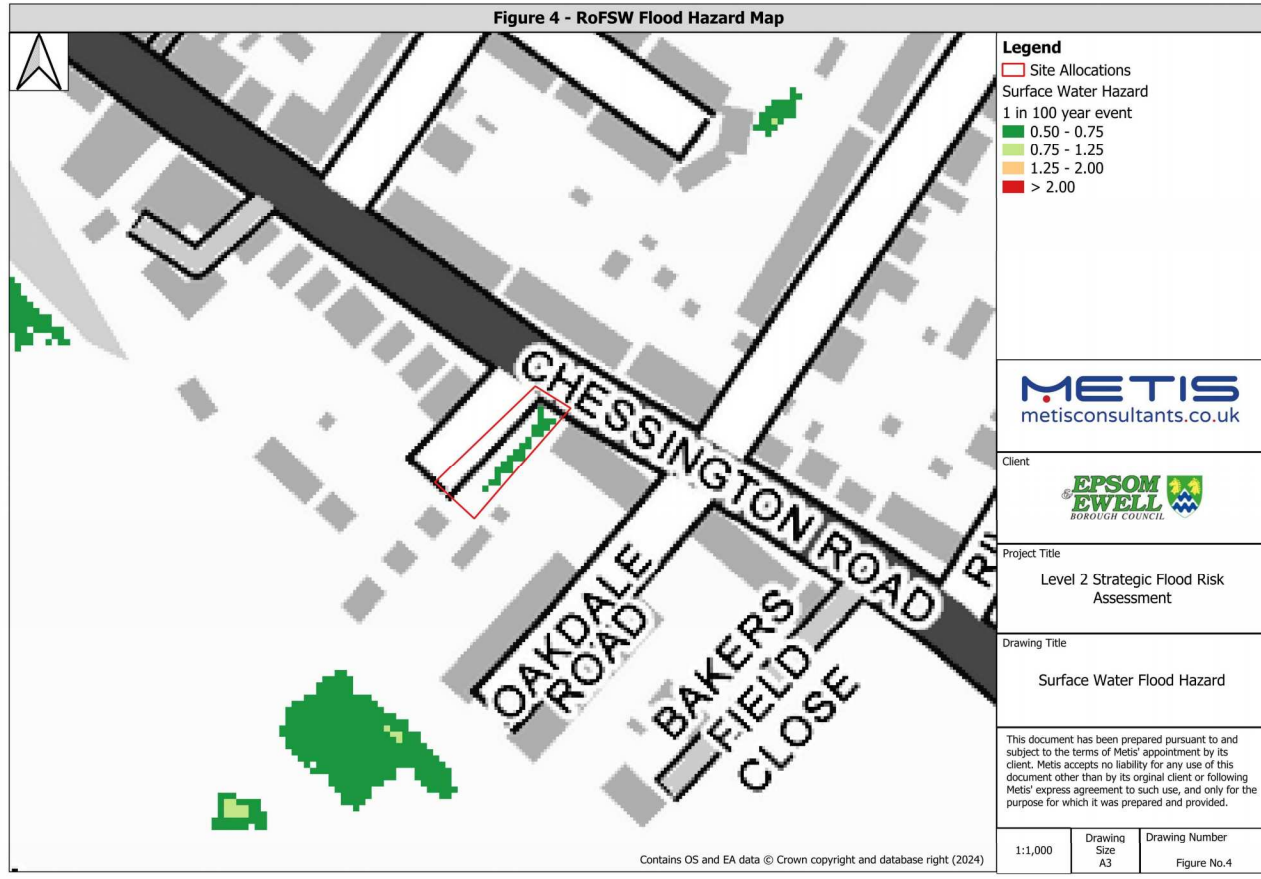 Figure 4 - RoFSW Flood Hazard Map
CHESSINGTON ROAD
OAKDALE
ROAD
BAKERS
FIELD
CLOSE
Contains OS and EA data © Crown copyright and database right (2024)
Legend
Site Allocations
Surface Water Hazard
1 in 100 year event
0.50 - 0.75
0.75 - 1.25
1.25 - 2.00
> 2.00
METIS
metisconsultants.co.uk
Client
EPSOM
& EWELL
BOROUGH COUNCIL
Project Title
Level 2 Strategic Flood Risk
Assessment
Drawing Title
Surface Water Flood Hazard
This document has been prepared pursuant to and
subject to the terms of Metis' appointment by its
client. Metis accepts no liability for any use of this
document other than by its orginal client or following
Metis' express agreement to such use, and only for the
purpose for which it was prepared and provided.
1:1,000
Drawing
Size
A3
Drawing Number
Figure No.4